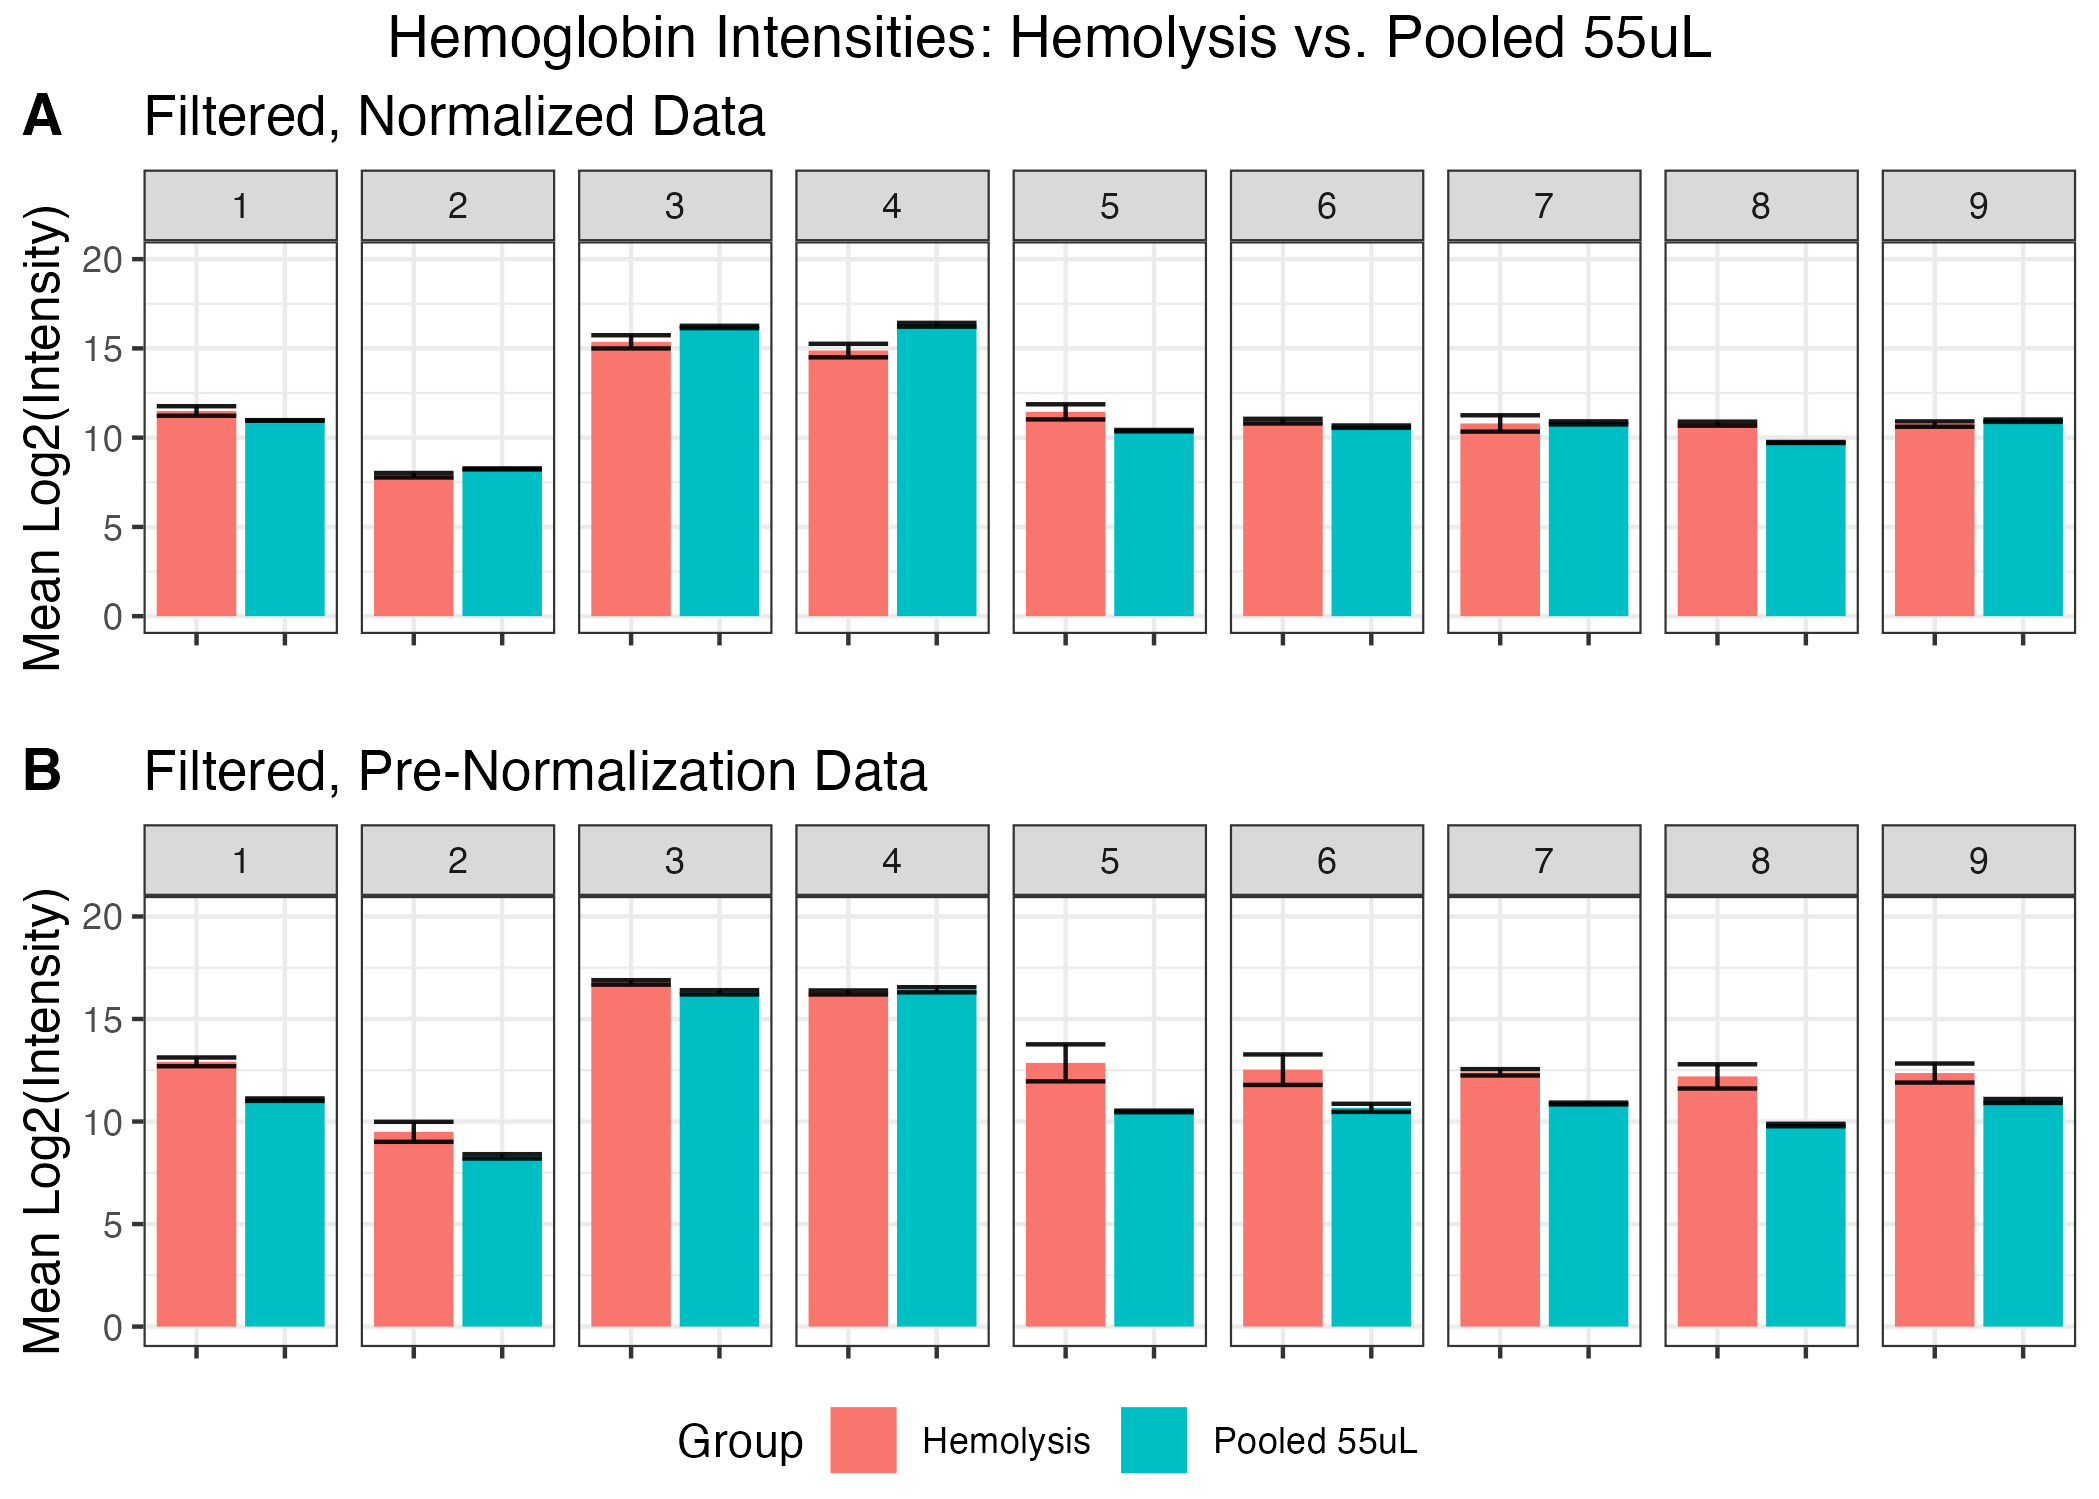 Hemoglobin Intensities: Hemolysis vs. Pooled 55uL
A Filtered, Normalized Data
1 2 3 4 5 6 7 8 9
Mean Log2(Intensity)
20
15
10
5
0
B Filtered, Pre-Normalization Data
1 2 3 4 5 6 7 8 9
Mean Log2(Intensity)
20
15
10
5
0
Group Hemolysis Pooled 55uL